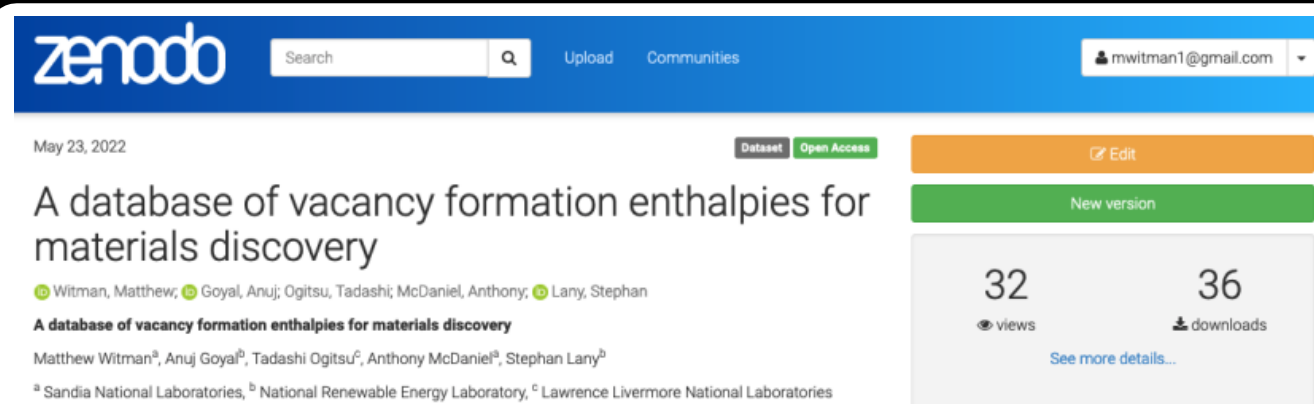 zenodo
Search
Upload
Communities
mwitman1@gmail.com
May 23, 2022
Dataset
Open Access
Edit
A database of vacancy formation enthalpies for
materials discovery
New version
Witman, Matthew; Goyal, Anuj; Ogitsu, Tadashi; McDaniel, Anthony; Lany, Stephan
32
views
36
downloads
See more details...
A database of vacancy formation enthalpies for materials discovery
Matthew Witmanᵃ, Anuj Goyalᵇ, Tadashi Ogitsuᶜ, Anthony McDanielᵃ, Stephan Lanyᵇ
ᵃ Sandia National Laboratories, ᵇ National Renewable Energy Laboratory, ᶜ Lawrence Livermore National Laboratories